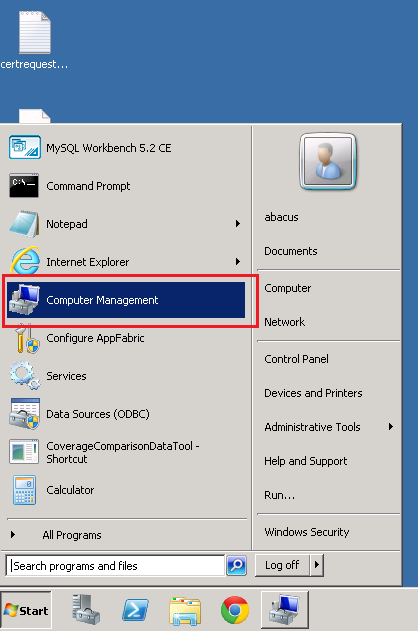 certrequest...
MySQL Workbench 5.2 CE
Command Prompt
Notepad
Internet Explorer
Computer Management
Configure AppFabric
Services
Data Sources (ODBC)
CoverageComparisonDataTool -
Shortcut
Calculator
All Programs
Search programs and files
abacus
Documents
Computer
Network
Control Panel
Devices and Printers
Administrative Tools
Help and Support
Run...
Windows Security
Log off
Start